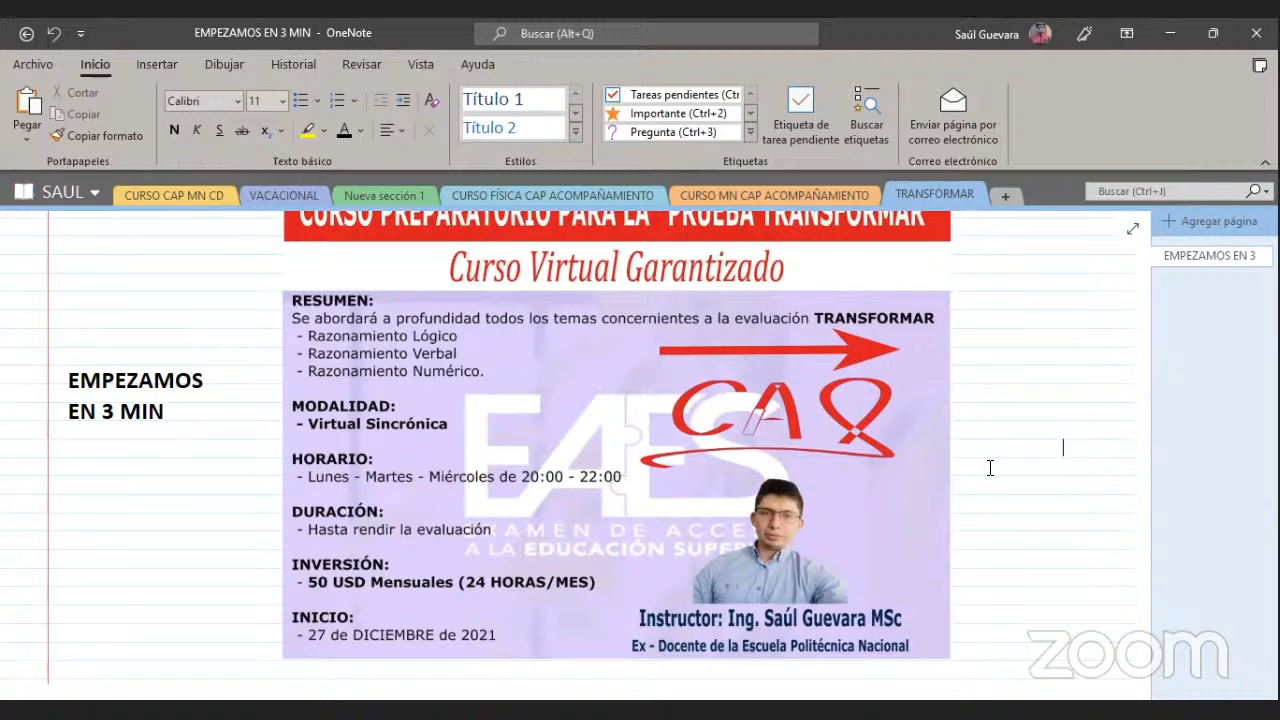 EMPEZAMOS EN 3 MIN - OneNote
Buscar (Alt+Q)
Saúl Guevara
Archivo Inicio Insertar Dibujar Historial Revisar Vista Ayuda
Pegar
Cortar
Copiar
Copiar formato
Portapapeles
Calibri 11
N K S ab x
Texto básico
Título 1
Título 2
Estilos
Tareas pendientes (Ctr
Importante (Ctrl+2)
Pregunta (Ctrl+3)
Etiqueta de
tarea pendiente
Buscar
etiquetas
Etiquetas
Enviar página por
correo electrónico
Correo electrónico
SAUL
CURSO CAP MN CD VACACIONAL Nueva sección 1 CURSO FÍSICA CAP ACOMPAÑAMIENTO CURSO MN CAP ACOMPAÑAMIENTO TRANSFORMAR
Buscar (Ctrl+J)
Agregar página
EMPEZAMOS EN 3
EMPEZAMOS
EN 3 MIN
CURSO PREPARATORIO PARA LA "PRUEBA TRANSFORMAR"
Curso Virtual Garantizado
RESUMEN:
Se abordará a profundidad todos los temas concernientes a la evaluación TRANSFORMAR
- Razonamiento Lógico
- Razonamiento Verbal
- Razonamiento Numérico.
MODALIDAD:
- Virtual Sincrónica
HORARIO:
- Lunes - Martes - Miércoles de 20:00 - 22:00
DURACIÓN:
- Hasta rendir la evaluación
INVERSIÓN:
- 50 USD Mensuales (24 HORAS/MES)
INICIO:
- 27 de DICIEMBRE de 2021
EAES
EXAMEN DE ACCE
A LA EDUCACIÓN SUPER
Instructor: Ing. Saúl Guevara MSc
Ex - Docente de la Escuela Politécnica Nacional
zoom